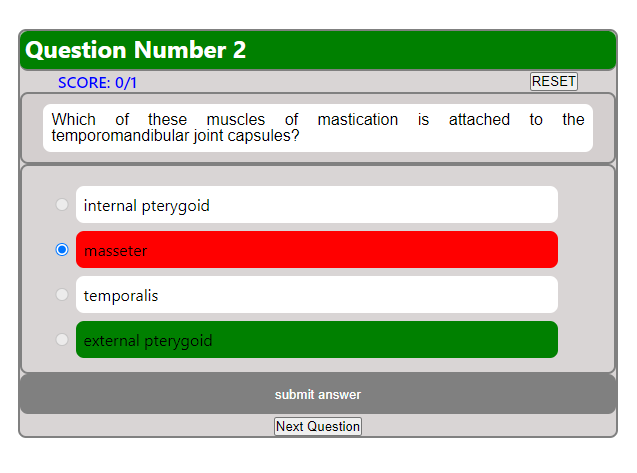 Question Number 2
SCORE: 0/1
RESET
Which of these muscles of mastication is attached to the
temporomandibular joint capsules?
internal pterygoid
masseter
temporalis
external pterygoid
submit answer
Next Question